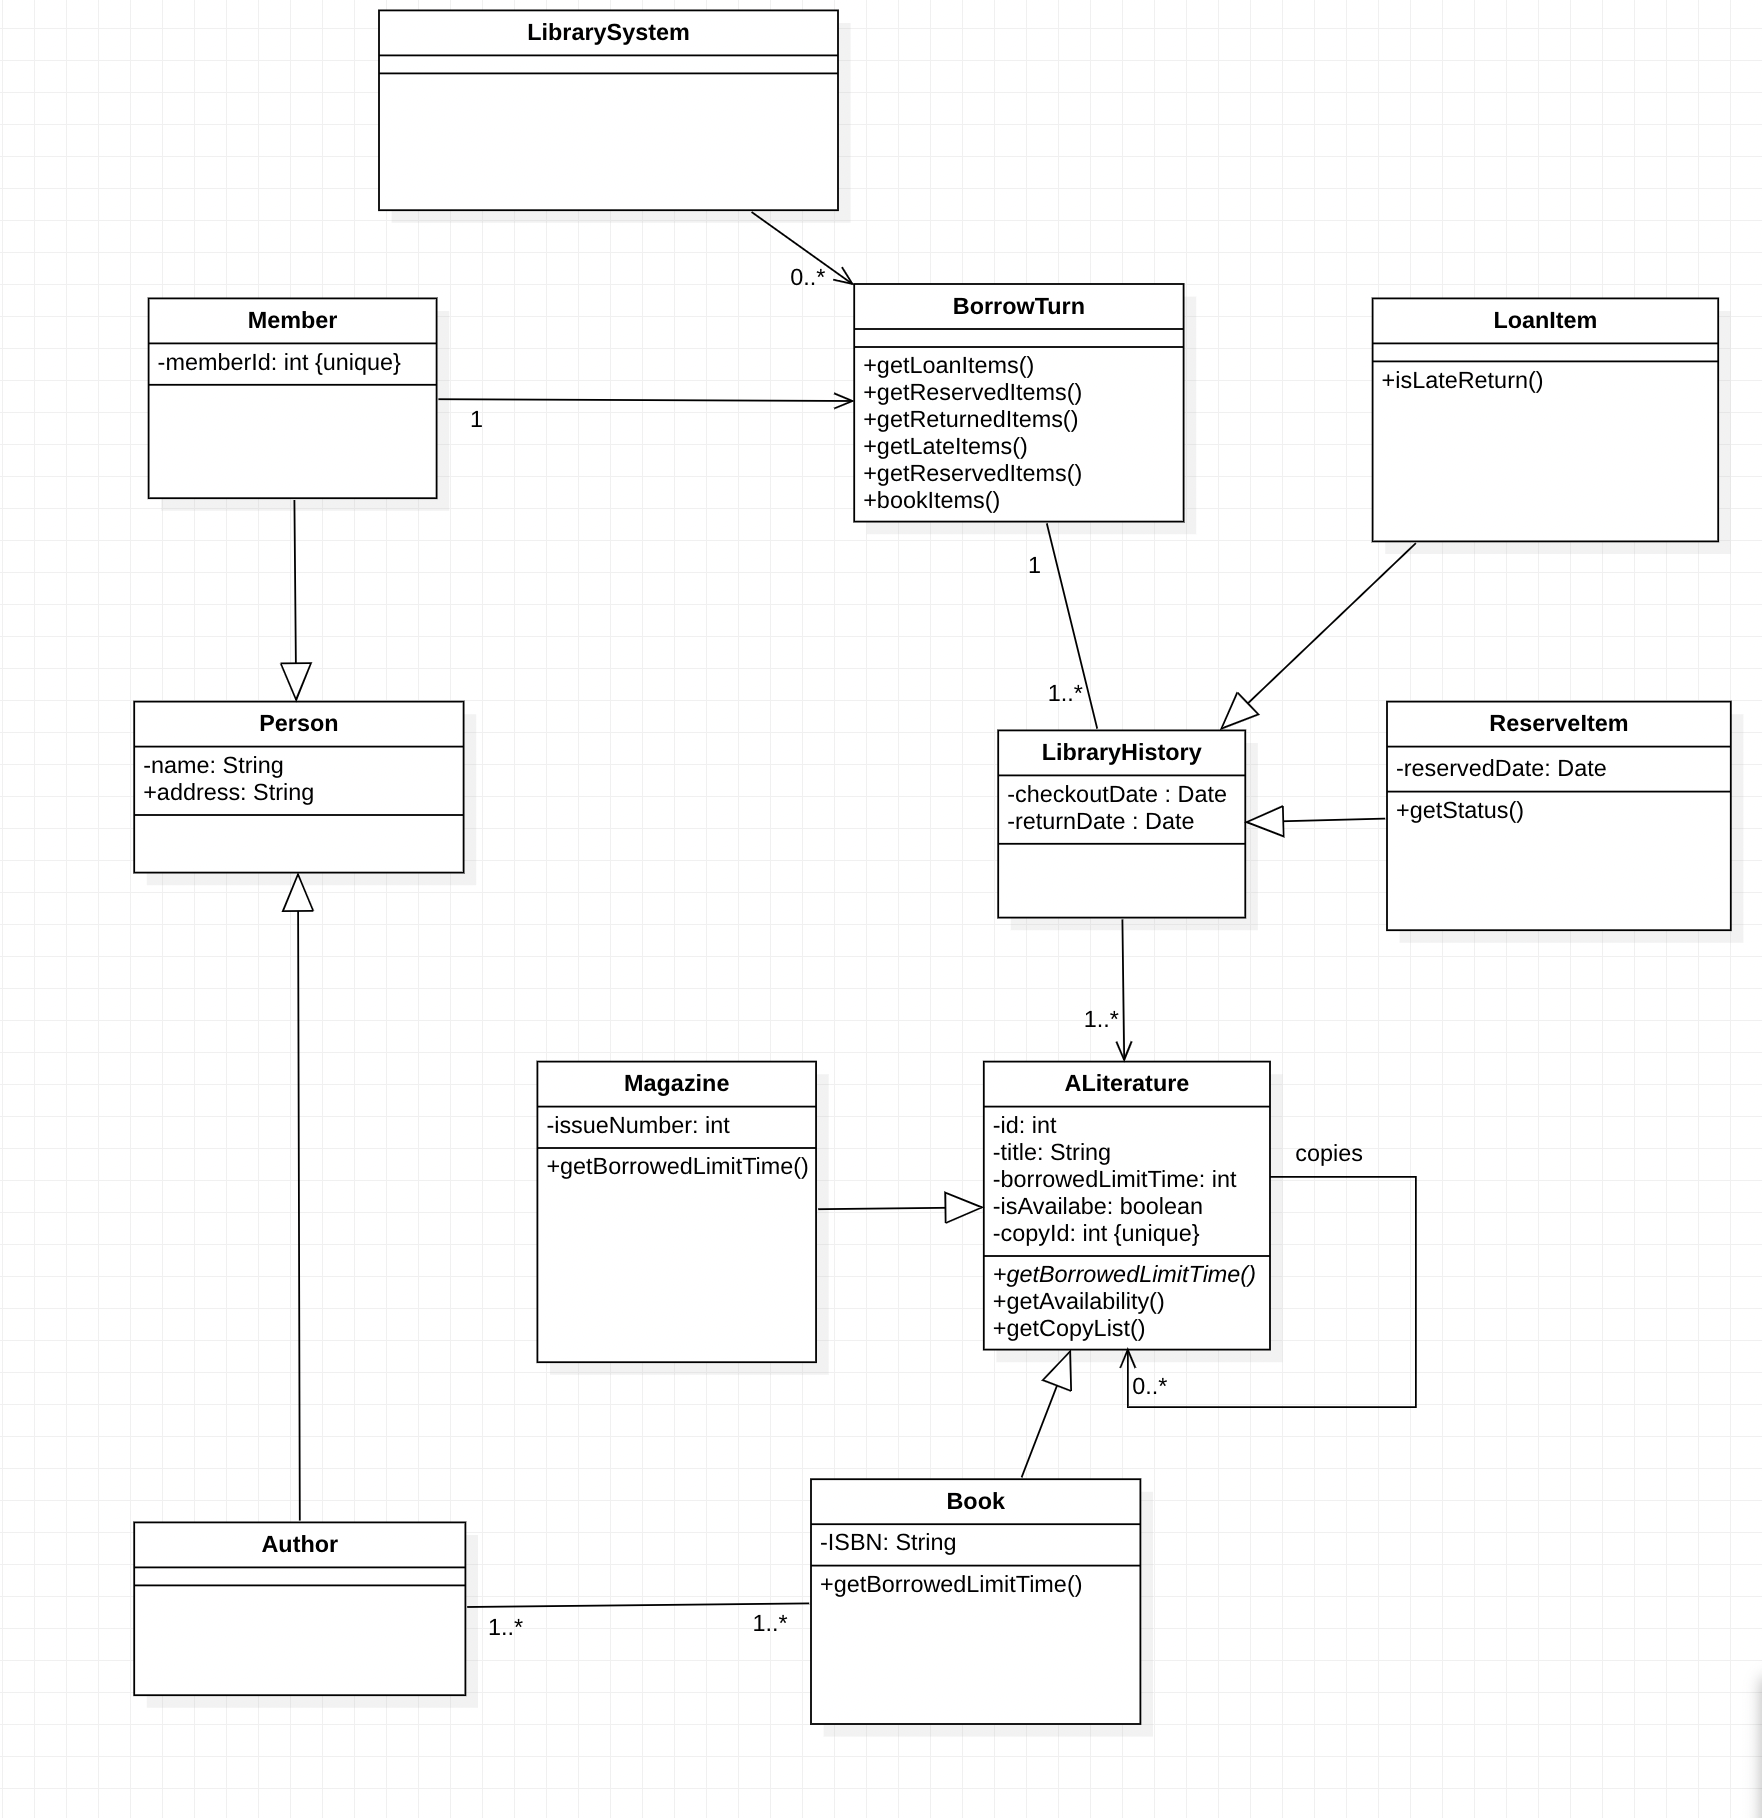 LibrarySystem
0..*
Member
-memberId: int {unique}
1
BorrowTurn
+getLoanItems()
+getReservedItems()
+getReturnedItems()
+getLateItems()
+getReservedItems()
+bookItems()
LoanItem
+isLateReturn()
1
1..*
Person
-name: String
+address: String
LibraryHistory
-checkoutDate : Date
-returnDate : Date
ReserveItem
-reservedDate: Date
+getStatus()
1..*
Magazine
-issueNumber: int
+getBorrowedLimitTime()
ALiterature
-id: int
-title: String
-borrowedLimitTime: int
-isAvailabe: boolean
-copyId: int {unique}
+getBorrowedLimitTime()
+getAvailability()
+getCopyList()
copies
0..*
Author
1..*
1..*
Book
-ISBN: String
+getBorrowedLimitTime()